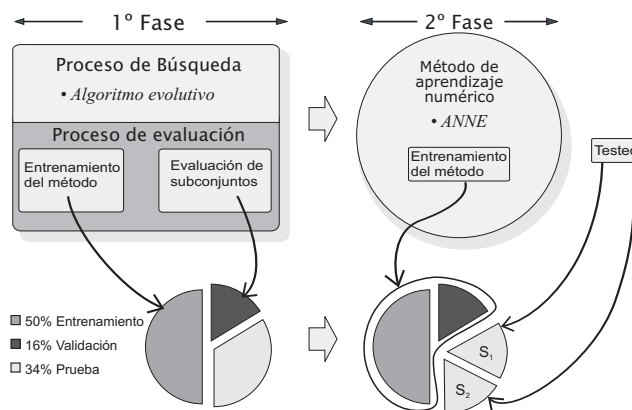 1º Fase
2º Fase
Proceso de Búsqueda
• Algoritmo evolutivo
Proceso de evaluación
Entrenamiento
del método
Evaluación de
subconjuntos
Método de
aprendizaje
numérico
• ANNE
Entrenamiento
del método
Testeo
50% Entrenamiento
16% Validación
34% Prueba
S1
S2